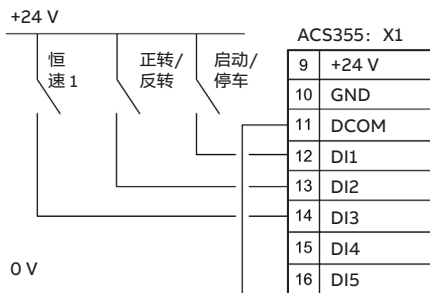 +24 V
恒
速 1
正转/
反转
启动/
停车
0 V
ACS355: X1
9 +24 V
10 GND
11 DCOM
12 DI1
13 DI2
14 DI3
15 DI4
16 DI5